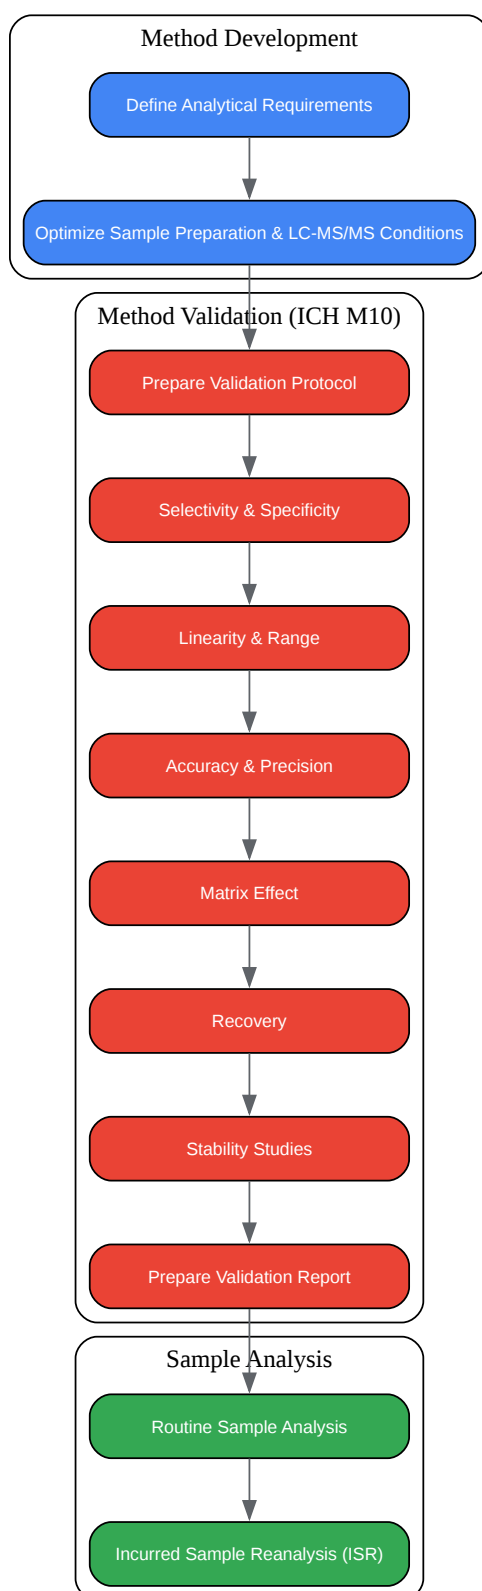 Method Development
Define Analytical Requirements
Optimize Sample Preparation & LC-MS/MS Conditions
Method Validation (ICH M10)
Prepare Validation Protocol
Selectivity & Specificity
Linearity & Range
Accuracy & Precision
Matrix Effect
Recovery
Stability Studies
Prepare Validation Report
Sample Analysis
Routine Sample Analysis
Incurred Sample Reanalysis (ISR)